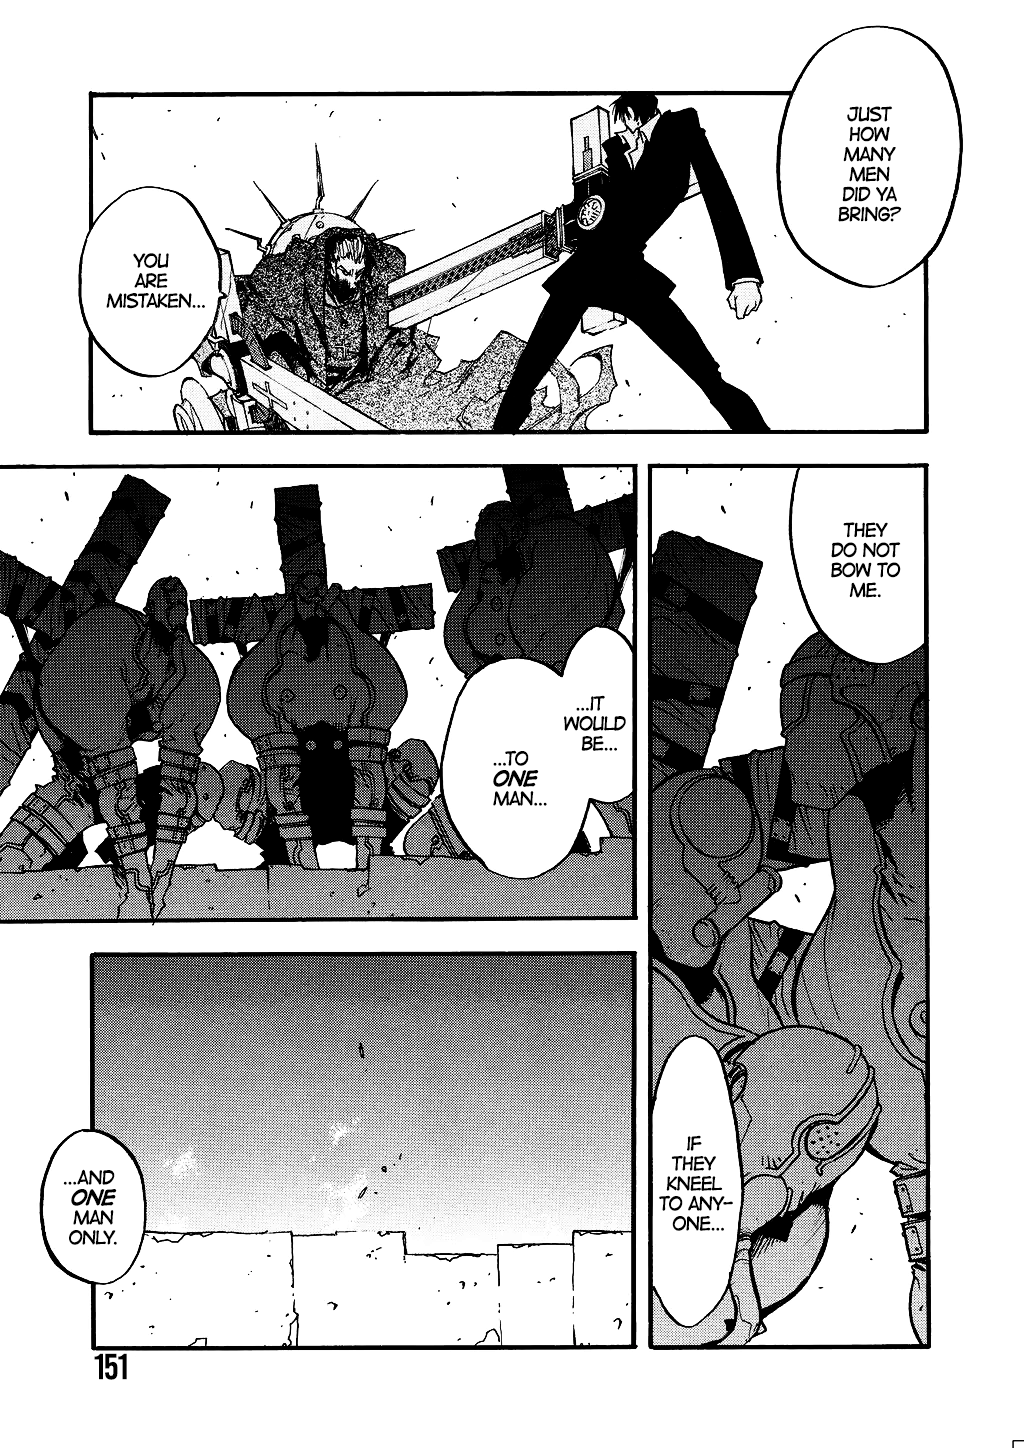 JUST
HOW
MANY
MEN
DID YA
BRING?
YOU
ARE
MISTAKEN...
THEY
DO NOT
BOW TO
ME.
IF
THEY
KNEEL
TO ANY-
ONE...
...IT
WOULD
BE...
...TO
ONE
MAN...
...AND
ONE
MAN
ONLY.
151